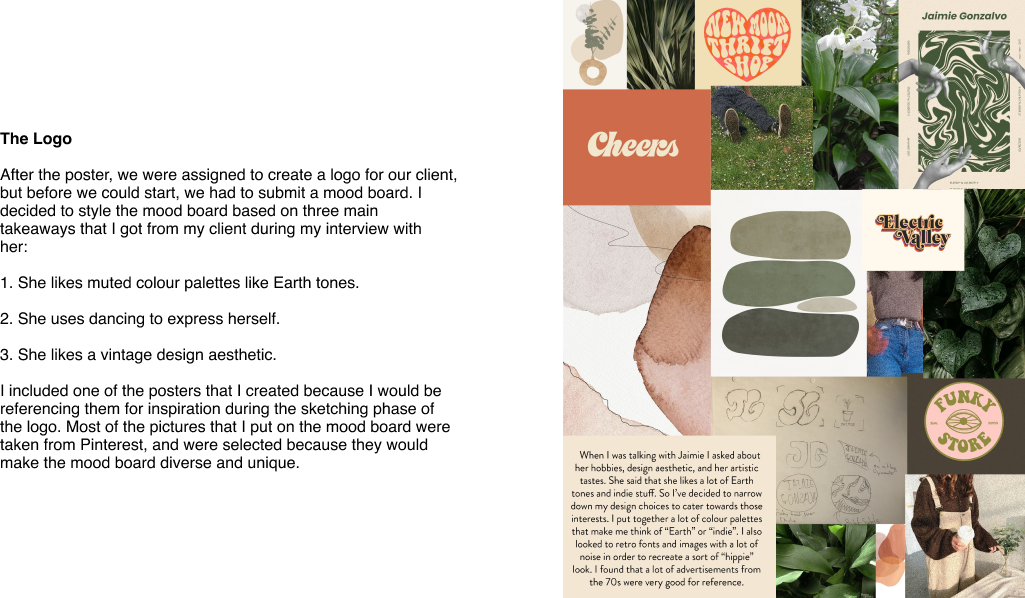 The Logo
After the poster, we were assigned to create a logo for our client,
but before we could start, we had to submit a mood board. I
decided to style the mood board based on three main
takeaways that I got from my client during my interview with
her:
1. She likes muted colour palettes like Earth tones.
2. She uses dancing to express herself.
3. She likes a vintage design aesthetic.
I included one of the posters that I created because I would be
referencing them for inspiration during the sketching phase of
the logo. Most of the pictures that I put on the mood board were
taken from Pinterest, and were selected because they would
make the mood board diverse and unique.
NEW MOON
THRIFT
SHOP
Jaimie Gonzalvo
Cheers
Electric
Valley
FUNKY
STORE
JG
When I was talking with Jaimie I asked about
her hobbies, design aesthetic, and her artistic
tastes. She said that she likes a lot of Earth
tones and indie stuff. So I've decided to narrow
down my design choices to cater towards those
interests. I put together a lot of colour palettes
that make me think of "Earth" or "indie". I also
looked to retro fonts and images with a lot of
noise in order to recreate a sort of "hippie"
look. I found that a lot of advertisements from
the 70s were very good for reference.